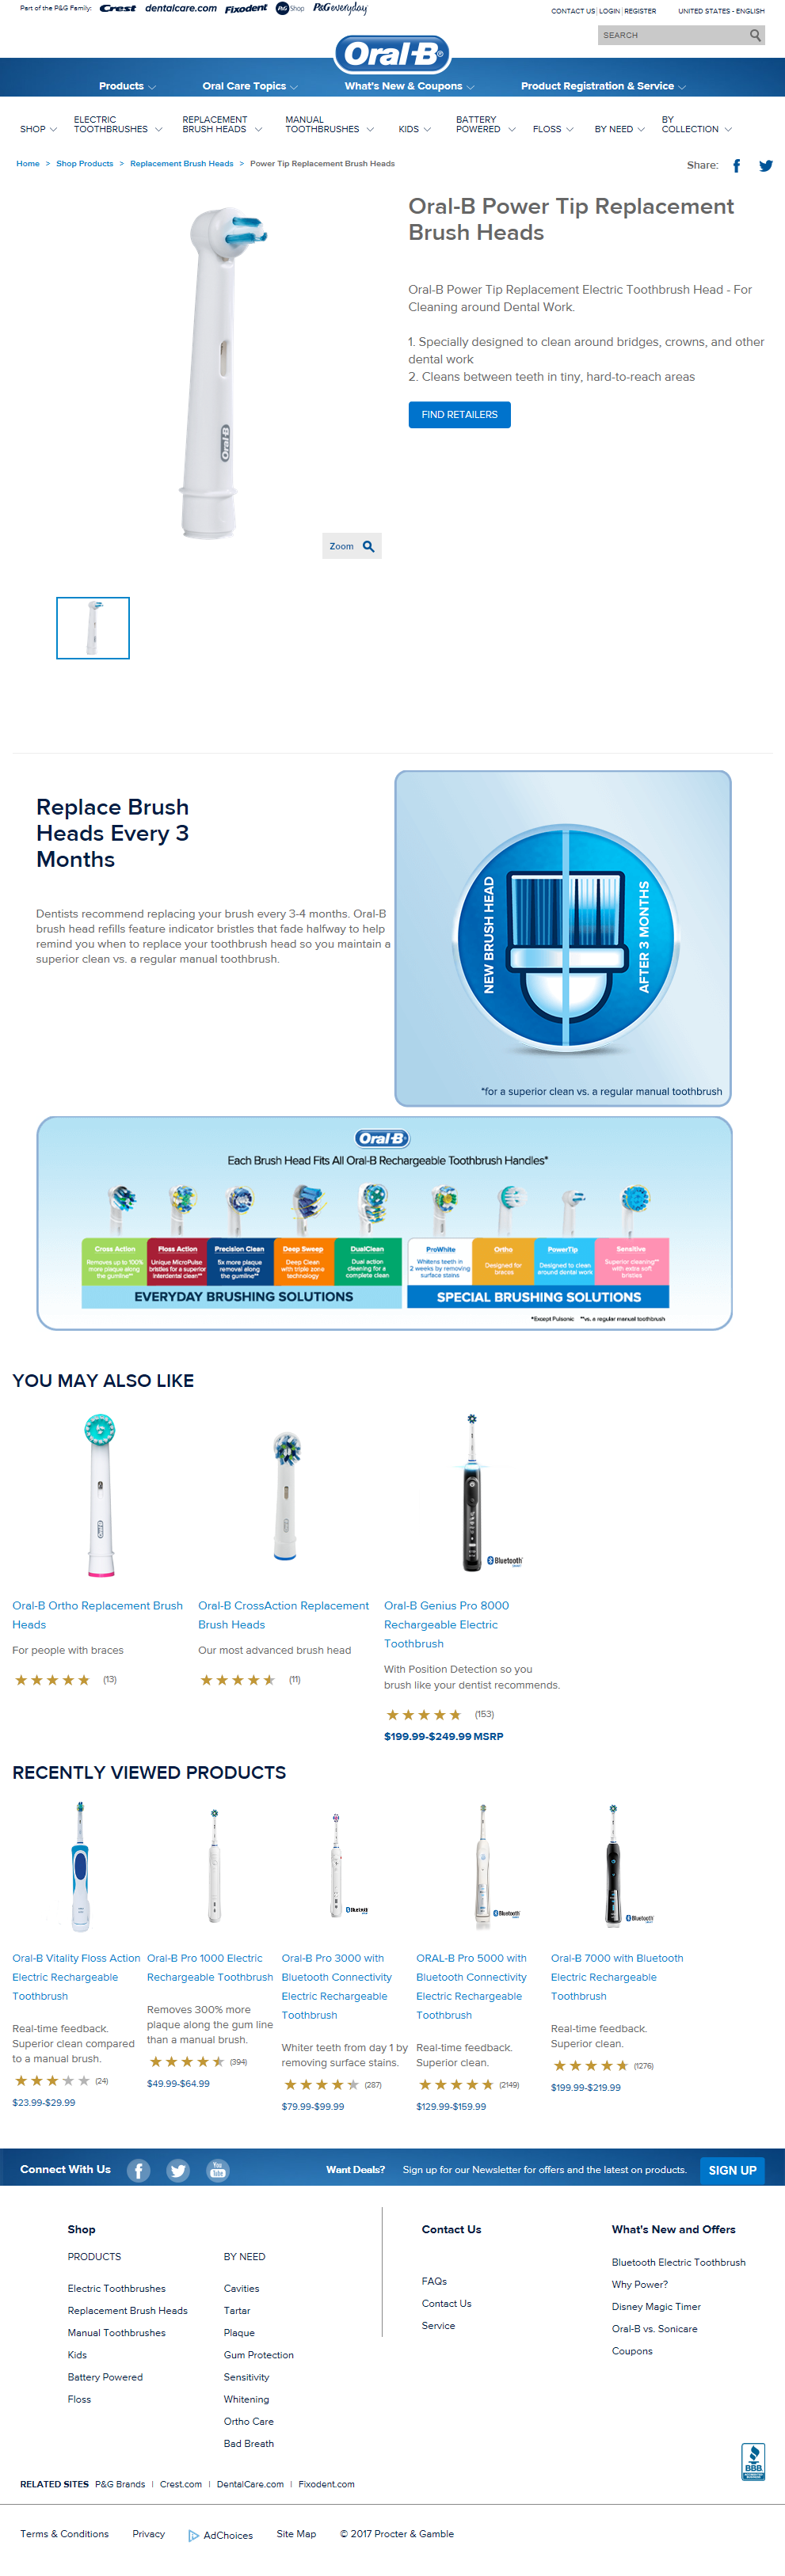 Part of the P&G Family: Crest dentalcare.com Fixodent P&G Shop P&G everyday
CONTACT US | LOGIN | REGISTER UNITED STATES - ENGLISH
SEARCH
Oral-B
Products Oral Care Topics What's New & Coupons Product Registration & Service
SHOP
ELECTRIC
TOOTHBRUSHES
REPLACEMENT
BRUSH HEADS
MANUAL
TOOTHBRUSHES
KIDS
BATTERY
POWERED
FLOSS
BY NEED
BY
COLLECTION
Home > Shop Products > Replacement Brush Heads > Power Tip Replacement Brush Heads
Share:
Oral-B Power Tip Replacement
Brush Heads
Oral-B Power Tip Replacement Electric Toothbrush Head - For
Cleaning around Dental Work.
1. Specially designed to clean around bridges, crowns, and other
dental work
2. Cleans between teeth in tiny, hard-to-reach areas
FIND RETAILERS
Oral-B
Zoom
Replace Brush
Heads Every 3
Months
Dentists recommend replacing your brush every 3-4 months. Oral-B
brush head refills feature indicator bristles that fade halfway to help
remind you when to replace your toothbrush head so you maintain a
superior clean vs. a regular manual toothbrush.
NEW BRUSH HEAD
AFTER 3 MONTHS
*for a superior clean vs. a regular manual toothbrush
Oral-B
Each Brush Head Fits All Oral-B Rechargeable Toothbrush Handles*
Cross Action
Removes up to 100%
more plaque along
the gumline**
Floss Action
Unique MicroPulse
bristles for a superior
interdental clean**
Precision Clean
5x more plaque
removal along
the gumline**
Deep Sweep
Deep Clean
with triple zone
technology
DualClean
Dual action
cleaning for a
complete clean
ProWhite
Whitens teeth in
2 weeks by removing
surface stains
Ortho
Designed for
braces
PowerTip
Designed to clean
around dental work
Sensitive
Superior cleaning**
with extra soft
bristles
EVERYDAY BRUSHING SOLUTIONS
SPECIAL BRUSHING SOLUTIONS
*Except Pulsonic **vs. a regular manual toothbrush
YOU MAY ALSO LIKE
Oral-B
Bluetooth
Oral-B Ortho Replacement Brush
Heads
For people with braces
(13)
Oral-B CrossAction Replacement
Brush Heads
Our most advanced brush head
(11)
Oral-B Genius Pro 8000
Rechargeable Electric
Toothbrush
With Position Detection so you
brush like your dentist recommends.
(153)
$199.99-$249.99 MSRP
RECENTLY VIEWED PRODUCTS
Bluetooth
Bluetooth
Bluetooth
Oral-B Vitality Floss Action
Electric Rechargeable
Toothbrush
Real-time feedback.
Superior clean compared
to a manual brush.
(24)
$23.99-$29.99
Oral-B Pro 1000 Electric
Rechargeable Toothbrush
Removes 300% more
plaque along the gum line
than a manual brush.
(394)
$49.99-$64.99
Oral-B Pro 3000 with
Bluetooth Connectivity
Electric Rechargeable
Toothbrush
Whiter teeth from day 1 by
removing surface stains.
(287)
$79.99-$99.99
ORAL-B Pro 5000 with
Bluetooth Connectivity
Electric Rechargeable
Toothbrush
Real-time feedback.
Superior clean.
(2149)
$129.99-$159.99
Oral-B 7000 with Bluetooth
Electric Rechargeable
Toothbrush
Real-time feedback.
Superior clean.
(1276)
$199.99-$219.99
Connect With Us
You Tube
Want Deals? Sign up for our Newsletter for offers and the latest on products. SIGN UP
Shop
PRODUCTS
Electric Toothbrushes
Replacement Brush Heads
Manual Toothbrushes
Kids
Battery Powered
Floss
BY NEED
Cavities
Tartar
Plaque
Gum Protection
Sensitivity
Whitening
Ortho Care
Bad Breath
Contact Us
FAQs
Contact Us
Service
What's New and Offers
Bluetooth Electric Toothbrush
Why Power?
Disney Magic Timer
Oral-B vs. Sonicare
Coupons
BBB
RELATED SITES P&G Brands | Crest.com | DentalCare.com | Fixodent.com
Terms & Conditions Privacy AdChoices Site Map © 2017 Procter & Gamble